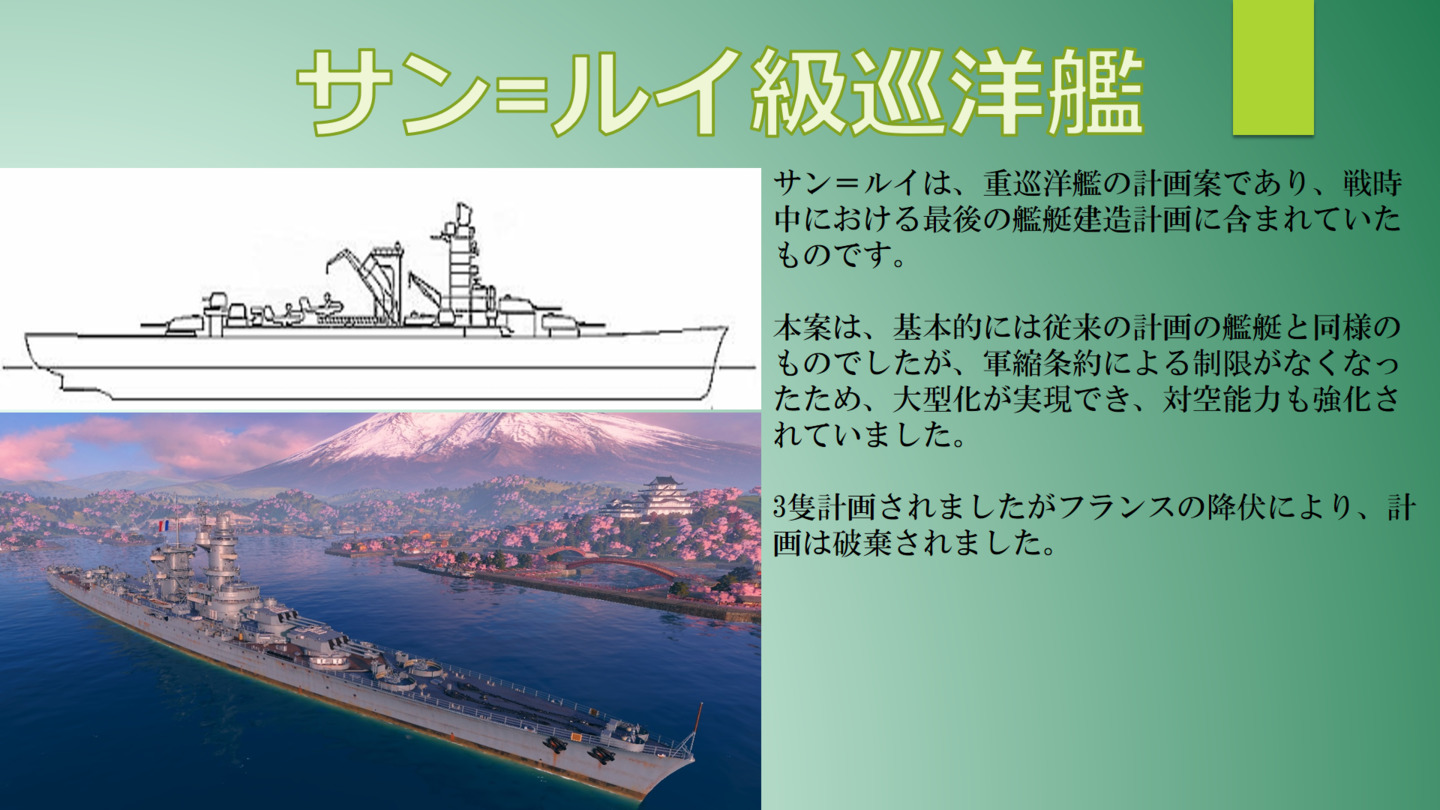 サン=ルイ級巡洋艦
サン＝ルイは、重巡洋艦の計画案であり、戦時
中における最後の艦艇建造計画に含まれていた
ものです。
本案は、基本的には従来の計画の艦艇と同様の
ものでしたが、軍縮条約による制限がなくなっ
たため、大型化が実現でき、対空能力も強化さ
れていました。
3隻計画されましたがフランスの降伏により、計
画は破棄されました。